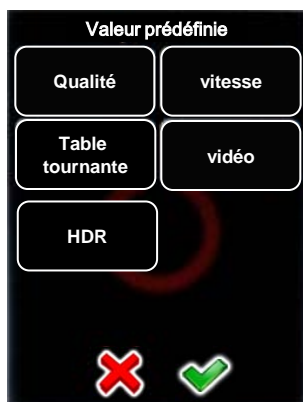 Valeur prédéfinie
Qualité
vitesse
Table
tournante
vidéo
HDR